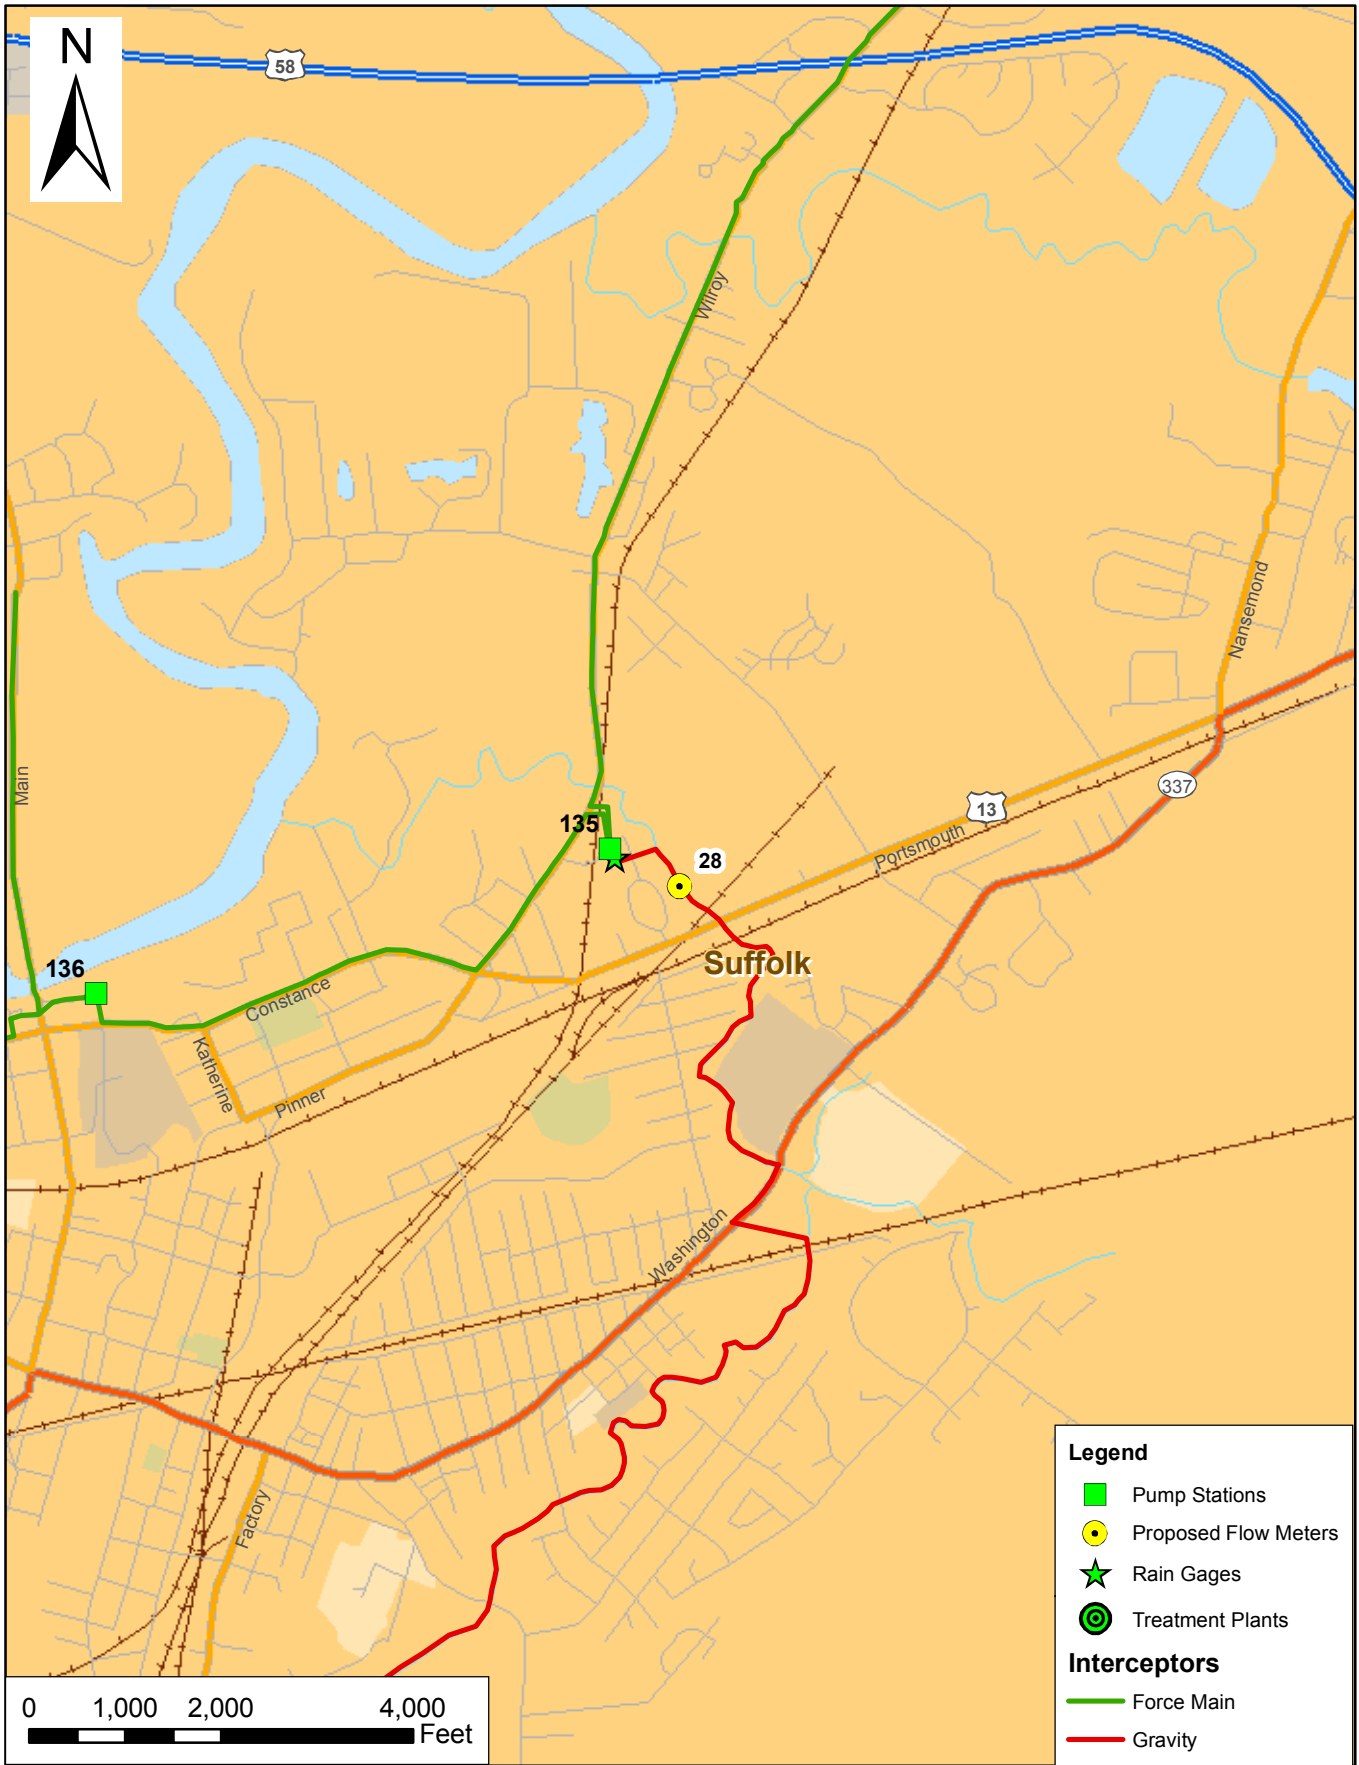 N
58
Wilroy
Nansemond
Main
337
13
135
Portsmouth
28
Suffolk
136
Constance
Katherine
Pinner
Washington
Factory
Legend
Pump Stations
Proposed Flow Meters
Rain Gages
Treatment Plants
Interceptors
Force Main
Gravity
0 1,000 2,000 4,000
Feet